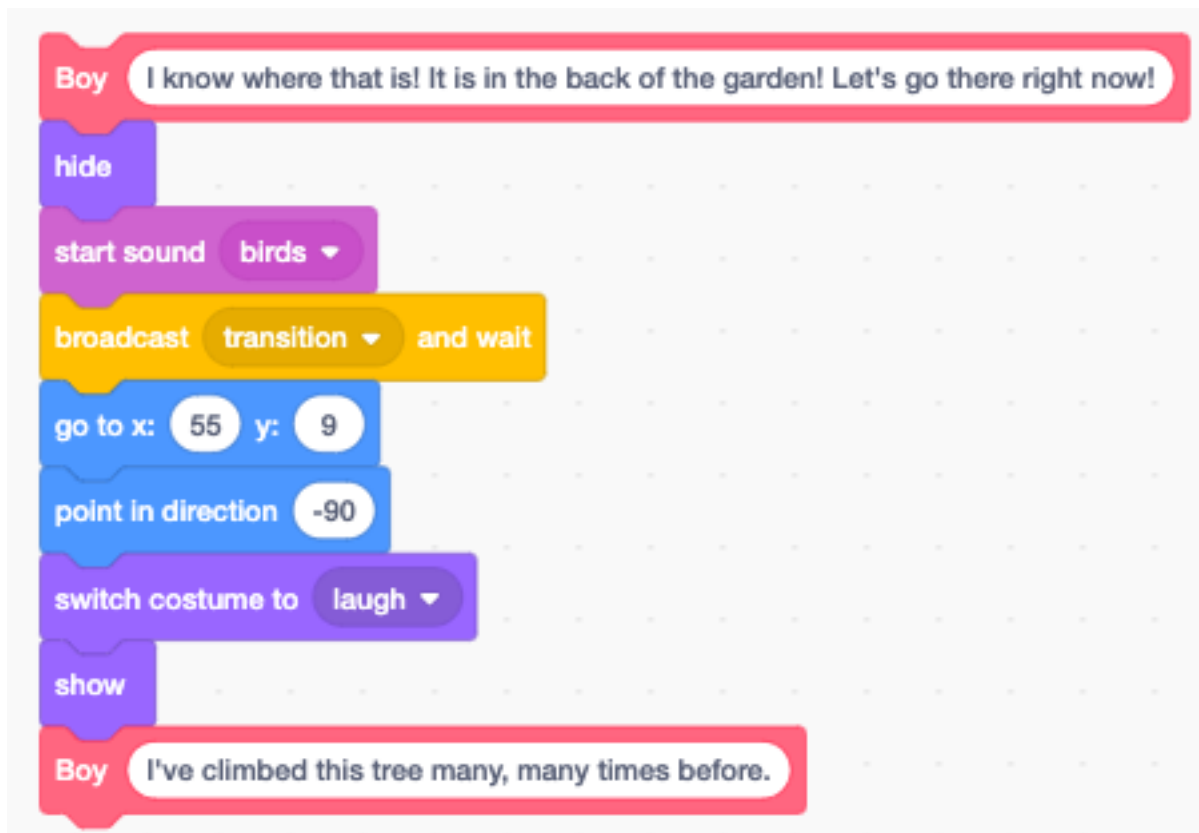 Boy I know where that is! It is in the back of the garden! Let's go there right now!
hide
start sound birds
broadcast transition and wait
go to x: 55 y: 9
point in direction -90
switch costume to laugh
show
Boy I've climbed this tree many, many times before.